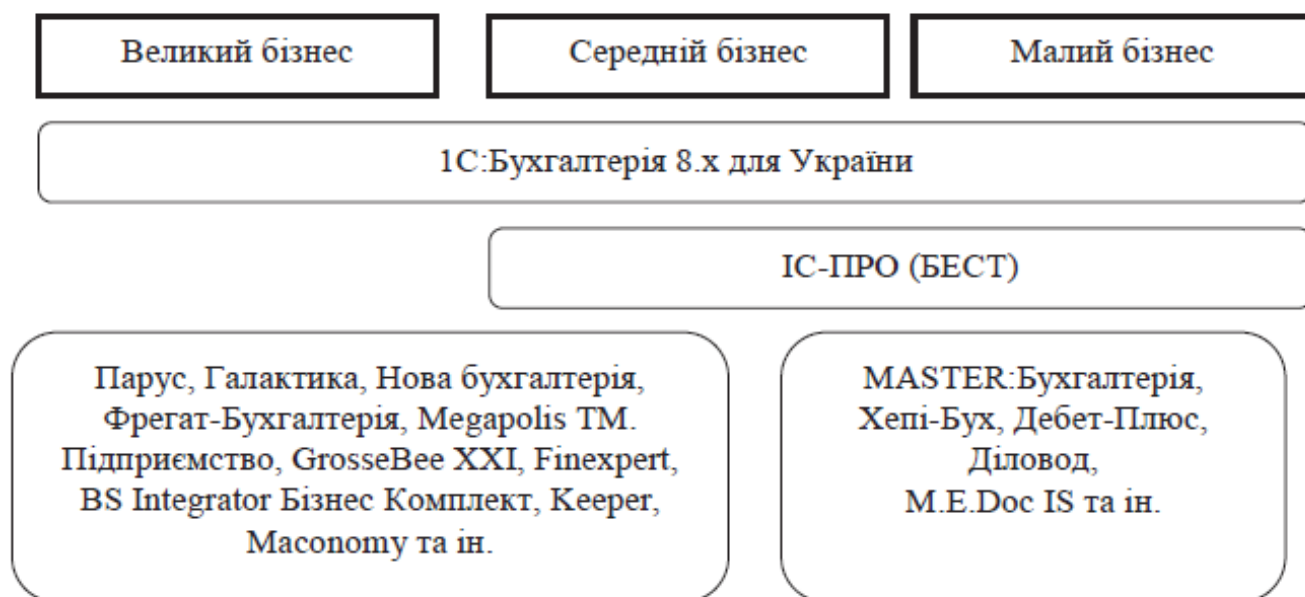 Великий бізнес
Середній бізнес
Малий бізнес
1С:Бухгалтерія 8.х для України
ІС-ПРО (БЕСТ)
Парус, Галактика, Нова бухгалтерія,
Фрегат-Бухгалтерія, Megapolis TM.
Підприємство, GrosseBee XXI, Finexpert,
BS Integrator Бізнес Комплект, Keeper,
Maconomy та ін.
MASTER:Бухгалтерія,
Хепі-Бух, Дебет-Плюс,
Діловод,
M.E.Doc IS та ін.